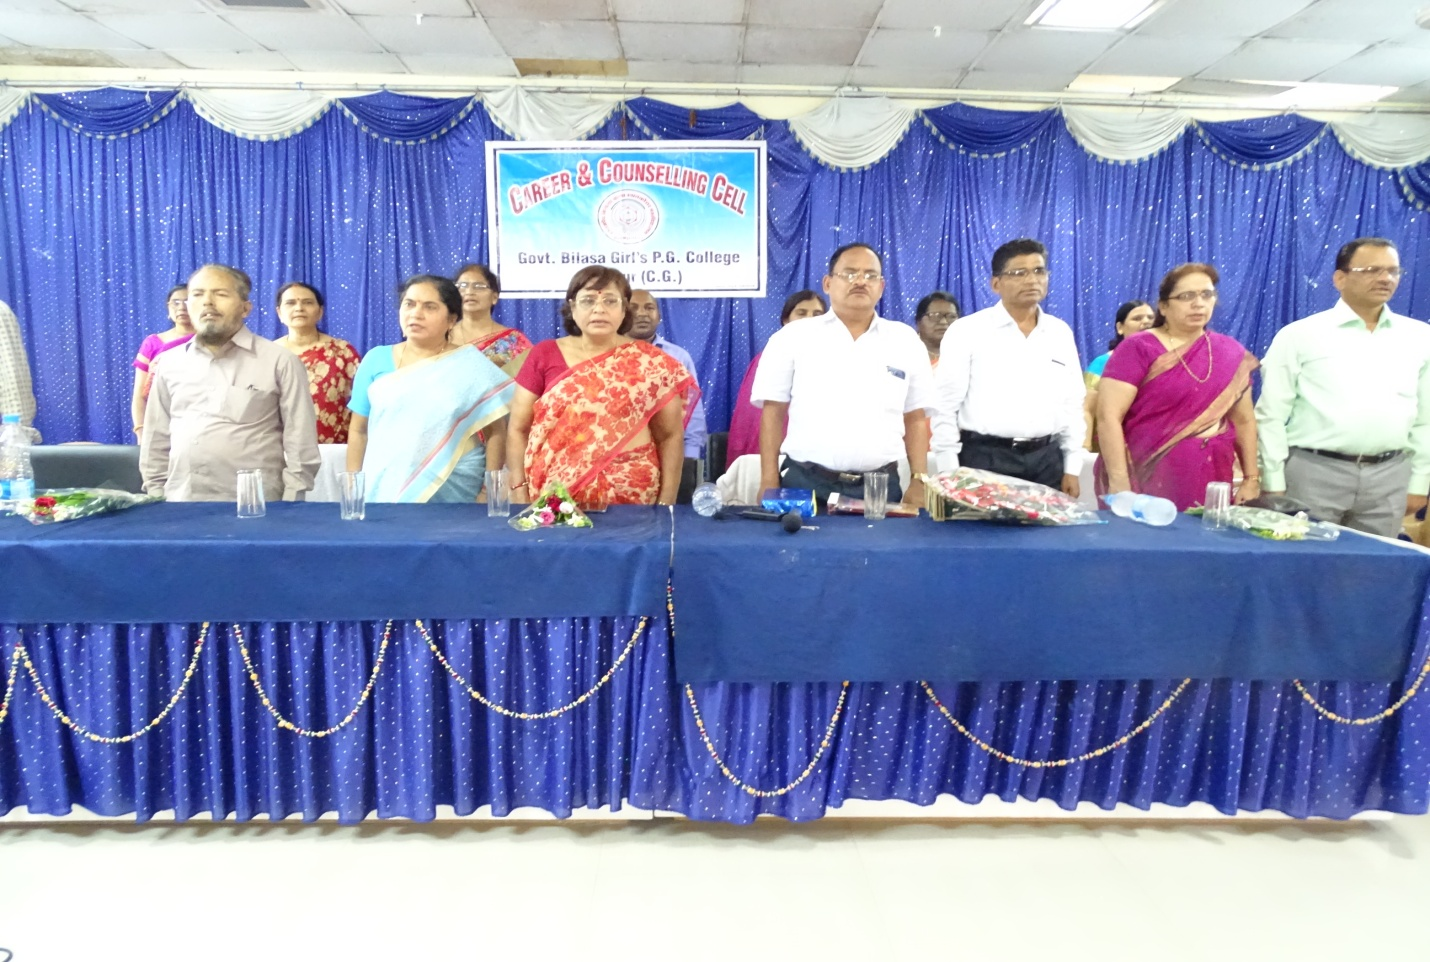 CAREER & COUNSELLING CELL
Govt. Bilasa Girl's P.G. College
(C.G.)